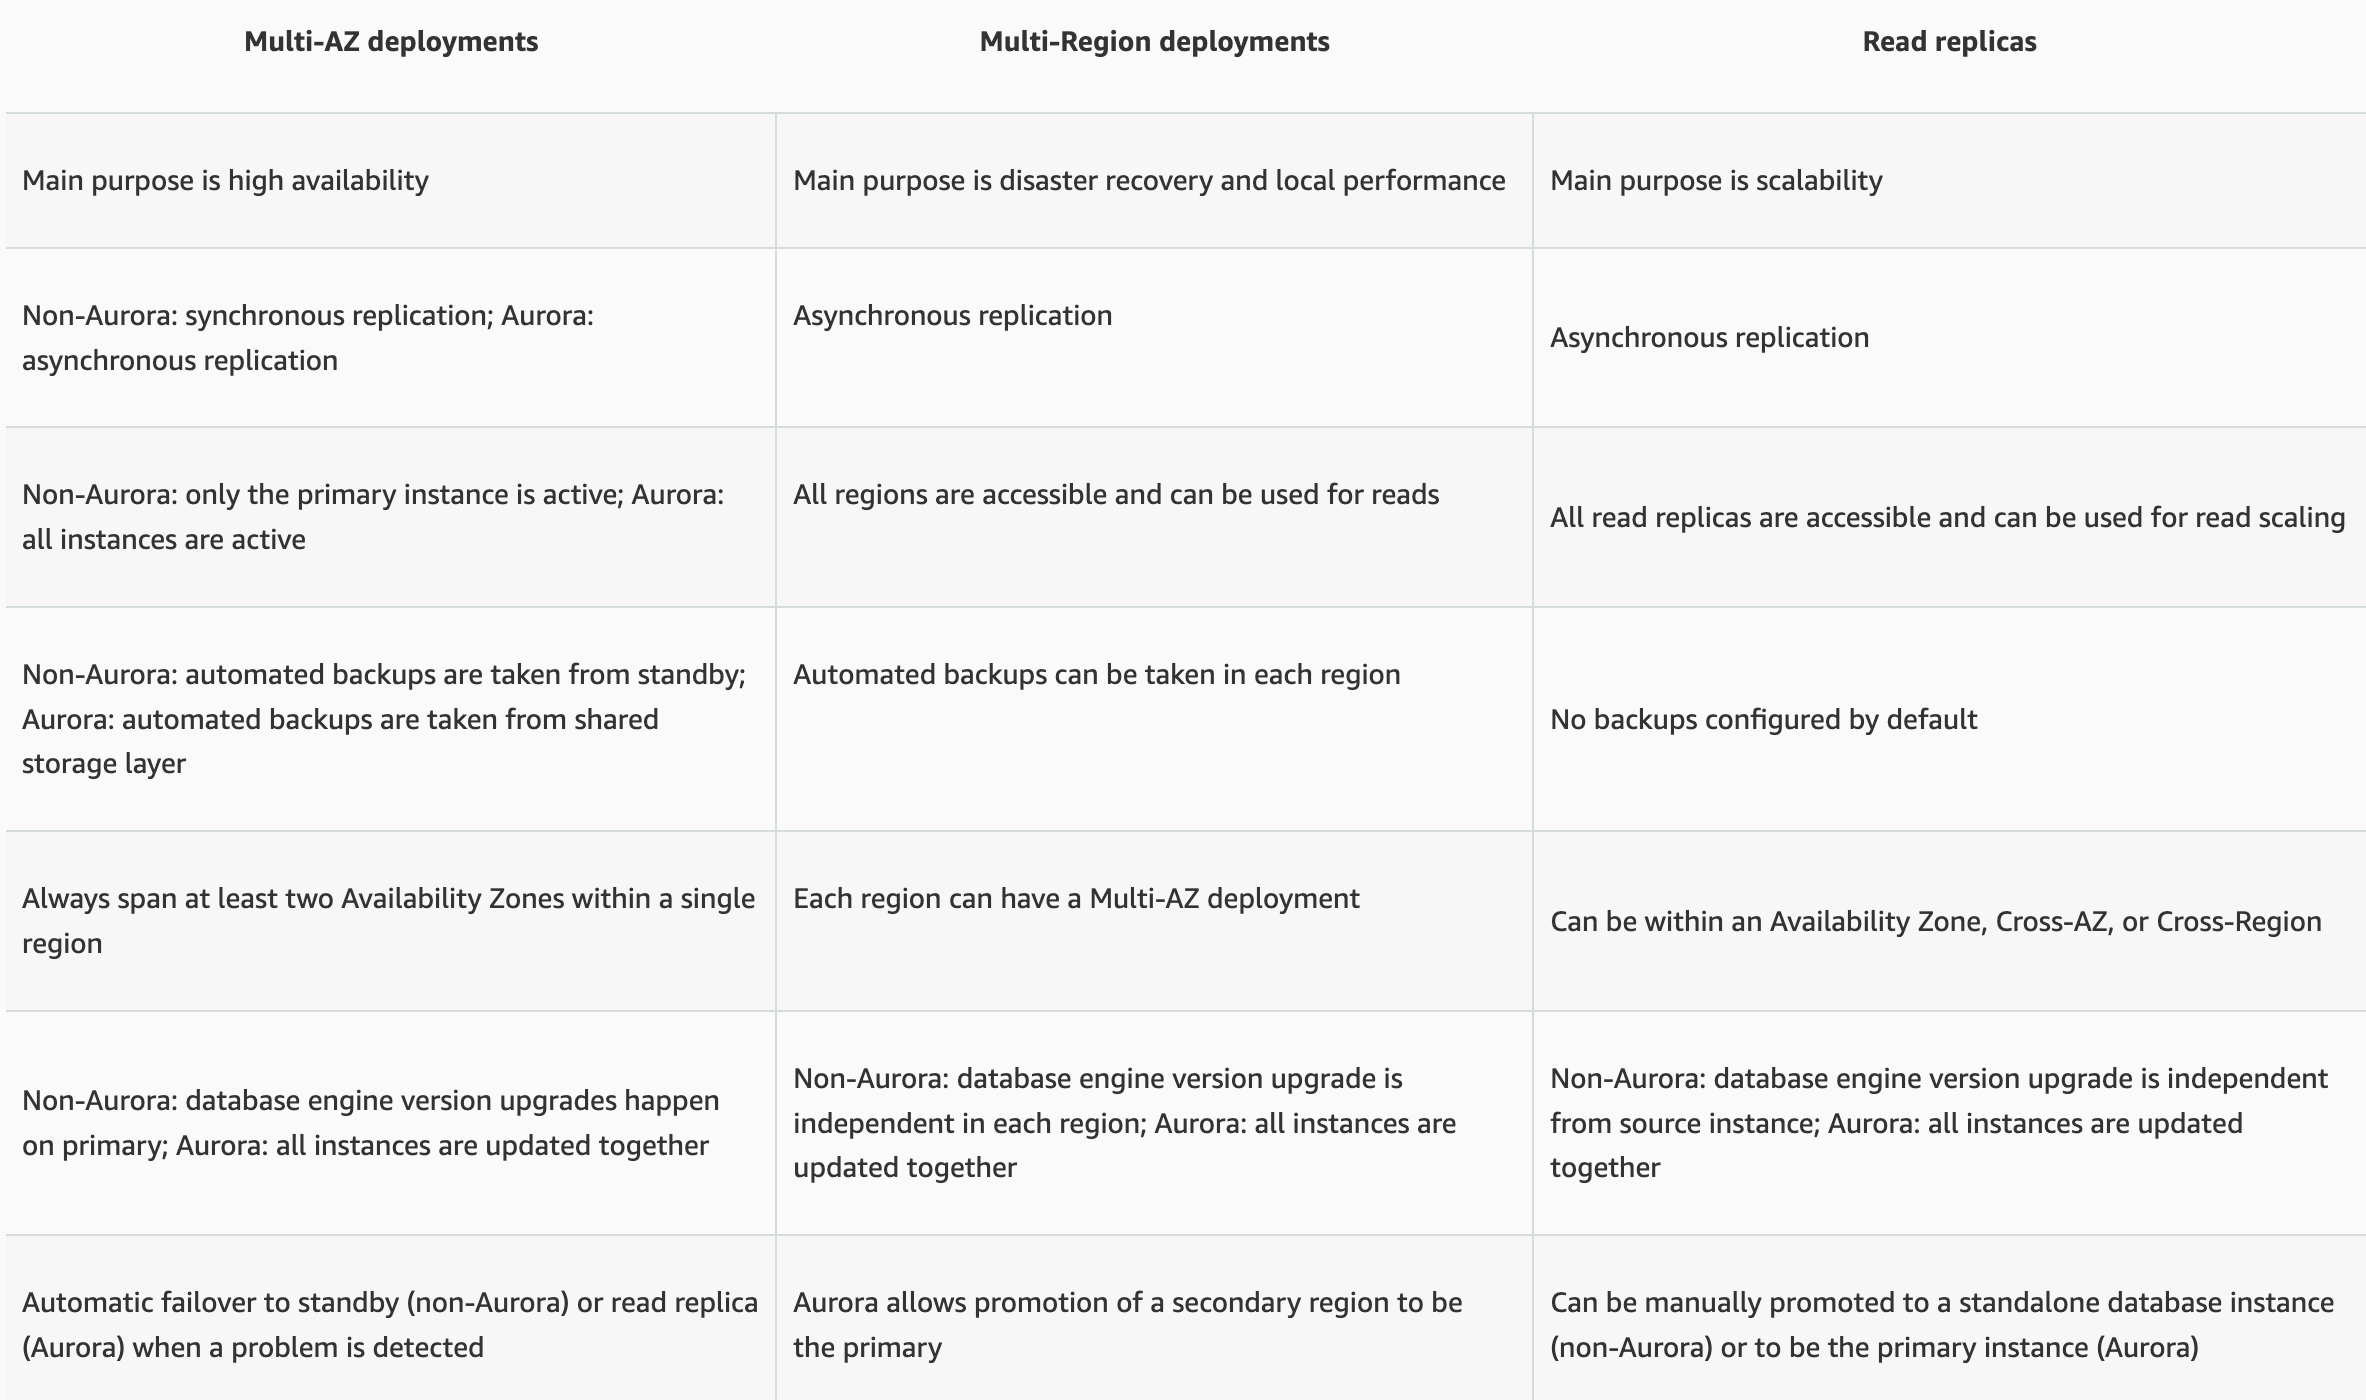 Multi-AZ deployments
Multi-Region deployments
Read replicas
Main purpose is high availability
Main purpose is disaster recovery and local performance
Main purpose is scalability
Non-Aurora: synchronous replication; Aurora:
asynchronous replication
Asynchronous replication
Asynchronous replication
Non-Aurora: only the primary instance is active; Aurora:
all instances are active
All regions are accessible and can be used for reads
All read replicas are accessible and can be used for read scaling
Non-Aurora: automated backups are taken from standby;
Aurora: automated backups are taken from shared
storage layer
Automated backups can be taken in each region
No backups configured by default
Always span at least two Availability Zones within a single
region
Each region can have a Multi-AZ deployment
Can be within an Availability Zone, Cross-AZ, or Cross-Region
Non-Aurora: database engine version upgrades happen
on primary; Aurora: all instances are updated together
Non-Aurora: database engine version upgrade is
independent in each region; Aurora: all instances are
updated together
Non-Aurora: database engine version upgrade is independent
from source instance; Aurora: all instances are updated
together
Automatic failover to standby (non-Aurora) or read replica
(Aurora) when a problem is detected
Aurora allows promotion of a secondary region to be
the primary
Can be manually promoted to a standalone database instance
(non-Aurora) or to be the primary instance (Aurora)